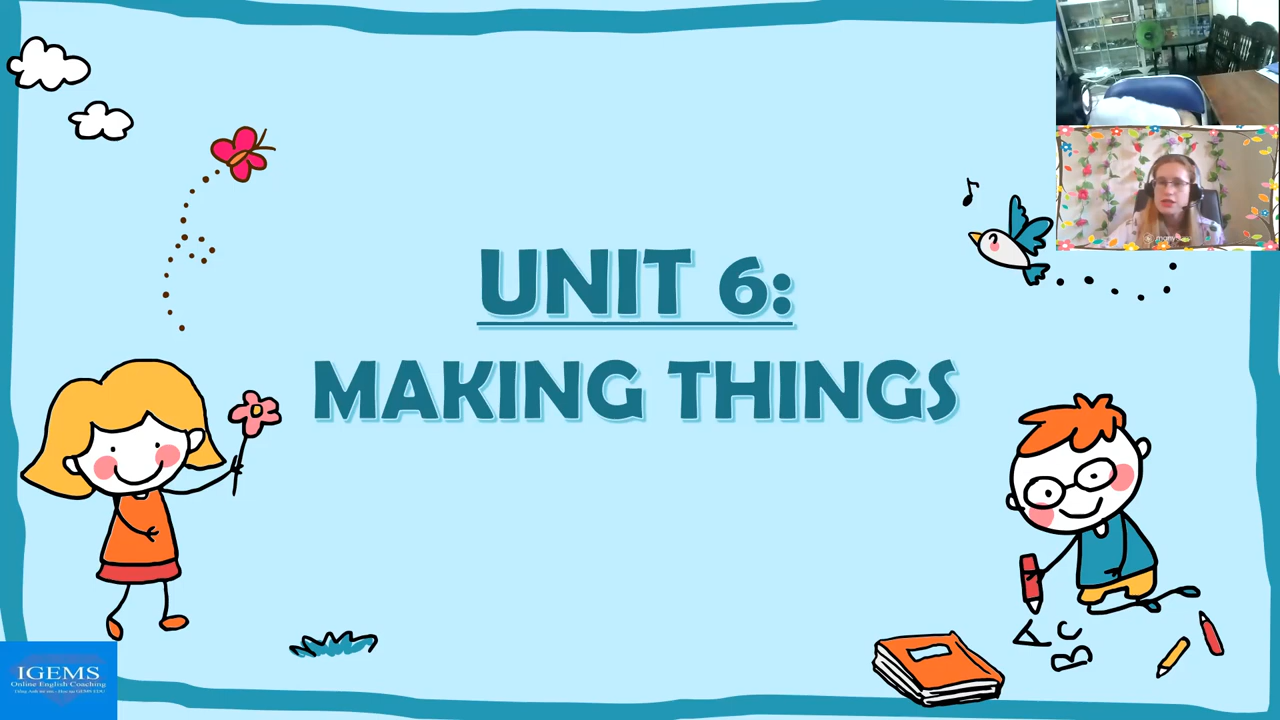 UNIT 6:
MAKING THINGS
A C
B
IGEMS
Online English Coaching